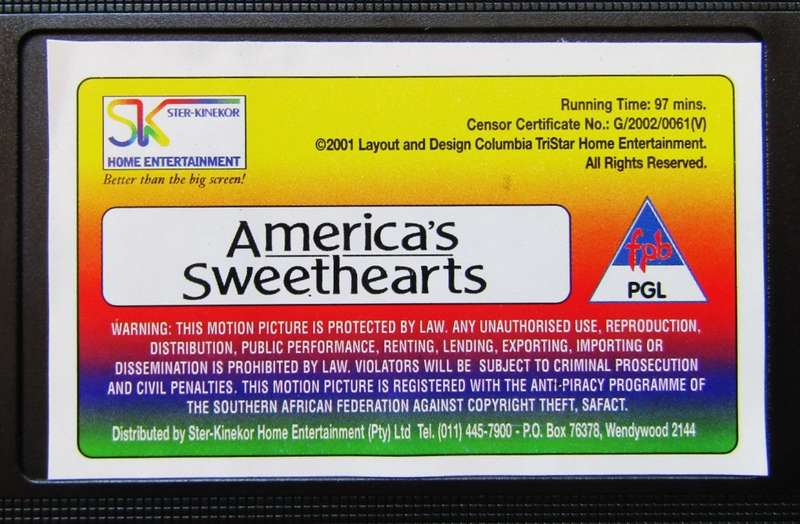 SK STER-KINEKOR
HOME ENTERTAINMENT
Better than the big screen!
Running Time: 97 mins.
Censor Certificate No.: G/2002/0061(V)
©2001 Layout and Design Columbia TriStar Home Entertainment.
All Rights Reserved.
America's
Sweethearts
fpb
PGL
WARNING: THIS MOTION PICTURE IS PROTECTED BY LAW. ANY UNAUTHORISED USE, REPRODUCTION,
DISTRIBUTION, PUBLIC PERFORMANCE, RENTING, LENDING, EXPORTING, IMPORTING OR
DISSEMINATION IS PROHIBITED BY LAW. VIOLATORS WILL BE SUBJECT TO CRIMINAL PROSECUTION
AND CIVIL PENALTIES. THIS MOTION PICTURE IS REGISTERED WITH THE ANTI-PIRACY PROGRAMME OF
THE SOUTHERN AFRICAN FEDERATION AGAINST COPYRIGHT THEFT, SAFACT.
Distributed by Ster-Kinekor Home Entertainment (Pty) Ltd Tel. (011) 445-7900 - P.O. Box 76378, Wendywood 2144